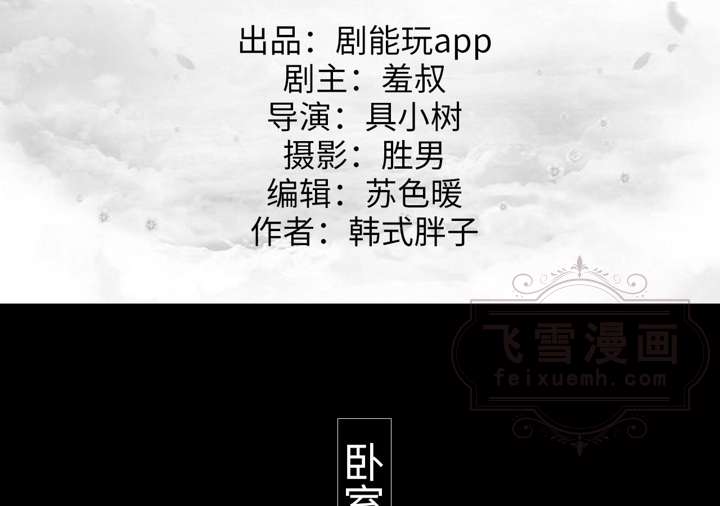 出品：剧能玩app
剧主：羞叔
导演：具小树
摄影：胜男
编辑：苏色暖
作者：韩式胖子
飞雪漫画
feixuemh.com
卧
室